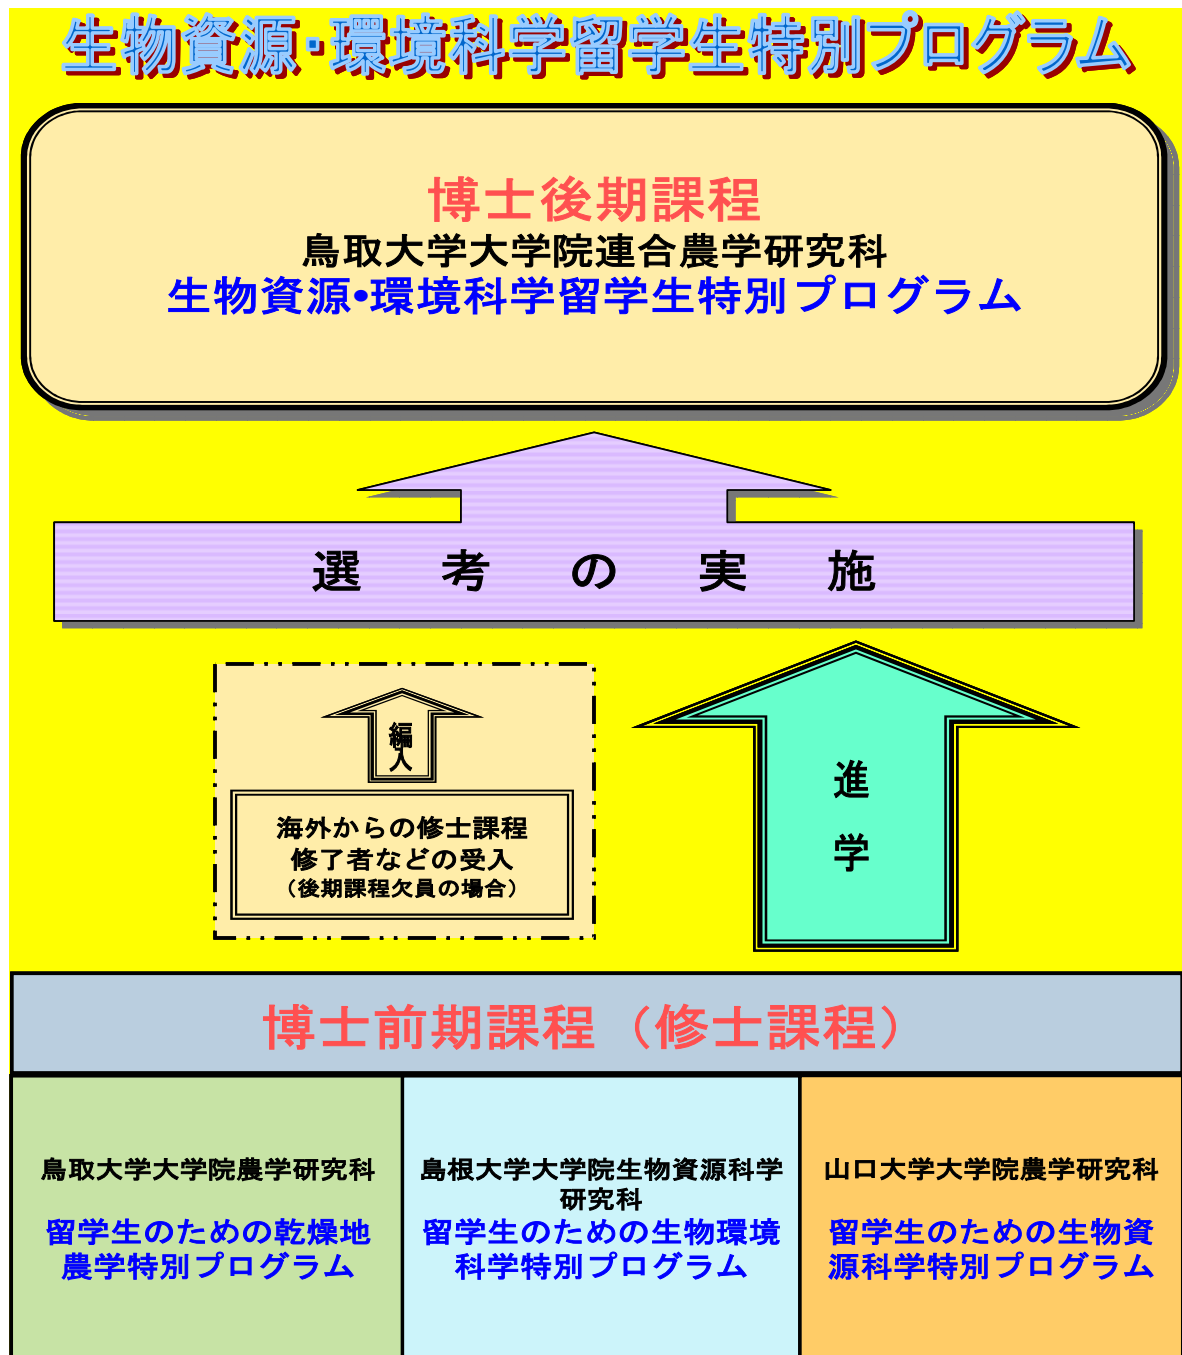 生物資源・環境科学留学生特別プログラム
博士後期課程
鳥取大学大学院連合農学研究科
生物資源・環境科学留学生特別プログラム
選考の実施
編入
海外からの修士課程
修了者などの受入
（後期課程欠員の場合）
進
学
博士前期課程（修士課程）
鳥取大学大学院農学研究科
留学生のための乾燥地
農学特別プログラム
島根大学大学院生物資源科学
研究科
留学生のための生物環境
科学特別プログラム
山口大学大学院農学研究科
留学生のための生物資
源科学特別プログラム